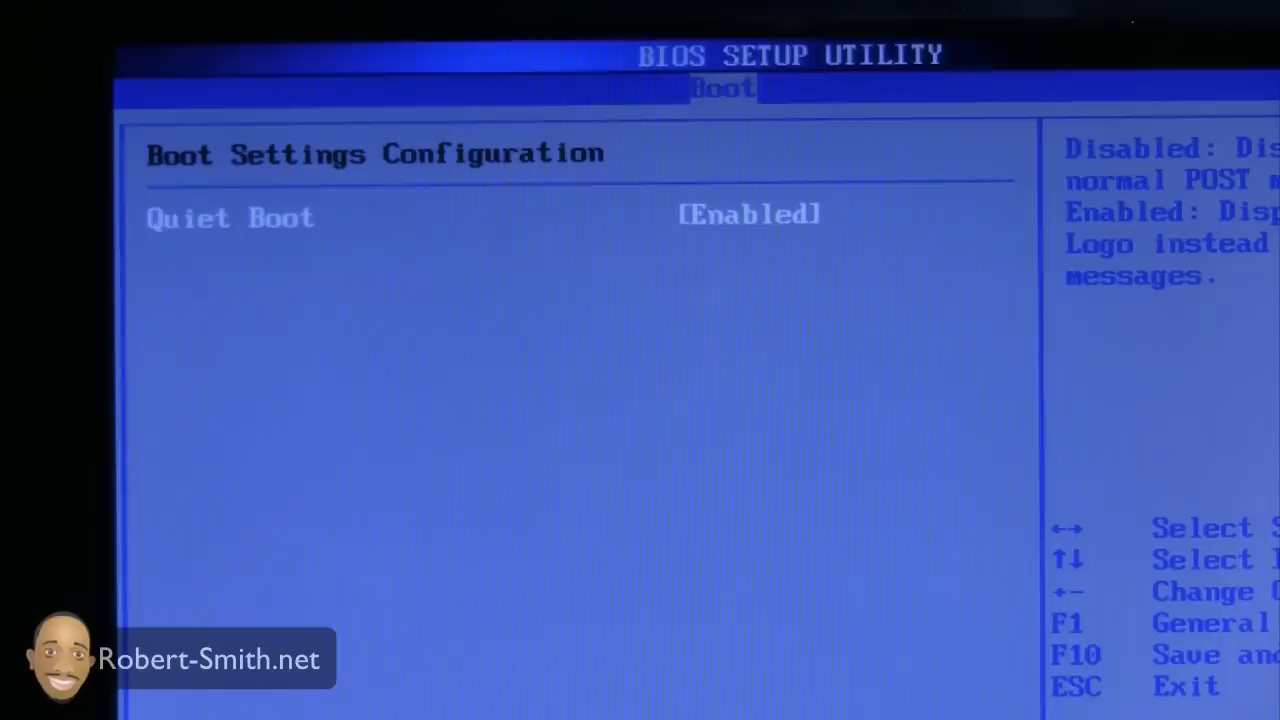 BIOS SETUP UTILITY
Boot
Boot Settings Configuration
Quiet Boot [Enabled]
Disabled:
normal POST
Enabled:
Logo instead
messages.
←→ Select
↑↓ Select
+- Change
F1 General
F10 Save
ESC Exit
Robert-Smith.net